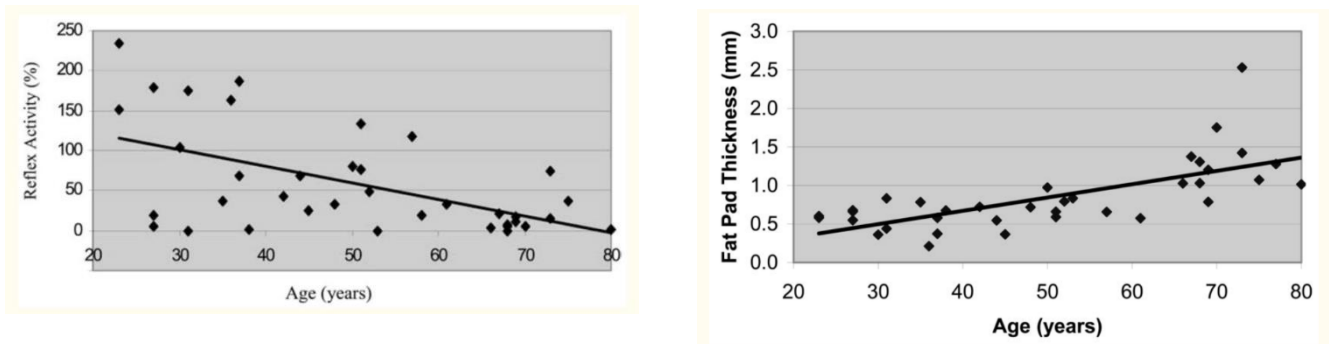 250
200
150
100
50
0
20 30 40 50 60 70 80
Reflex Activity (%)
Age (years)
3.0
2.5
2.0
1.5
1.0
0.5
0.0
20 30 40 50 60 70 80
Fat Pad Thickness (mm)
Age (years)